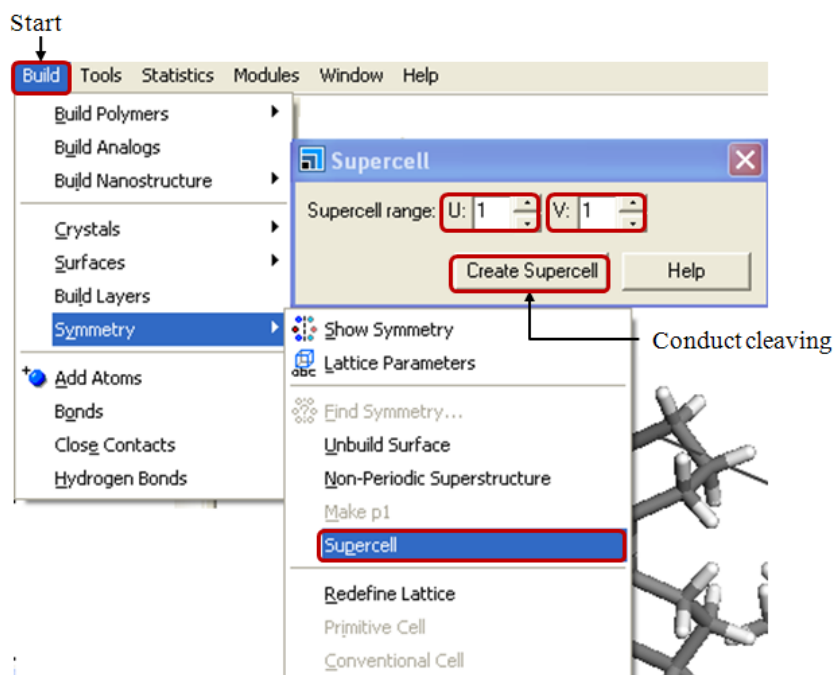 Start
Build Tools Statistics Modules Window Help
Build Polymers
Build Analogs
Build Nanostructure
Crystals
Surfaces
Build Layers
Symmetry
Add Atoms
Bonds
Close Contacts
Hydrogen Bonds
Supercell
Supercell range: U: 1 V: 1
Create Supercell Help
Conduct cleaving
Show Symmetry
abc Lattice Parameters
Find Symmetry...
Unbuild Surface
Non-Periodic Superstructure
Make p1
Supercell
Redefine Lattice
Primitive Cell
Conventional Cell